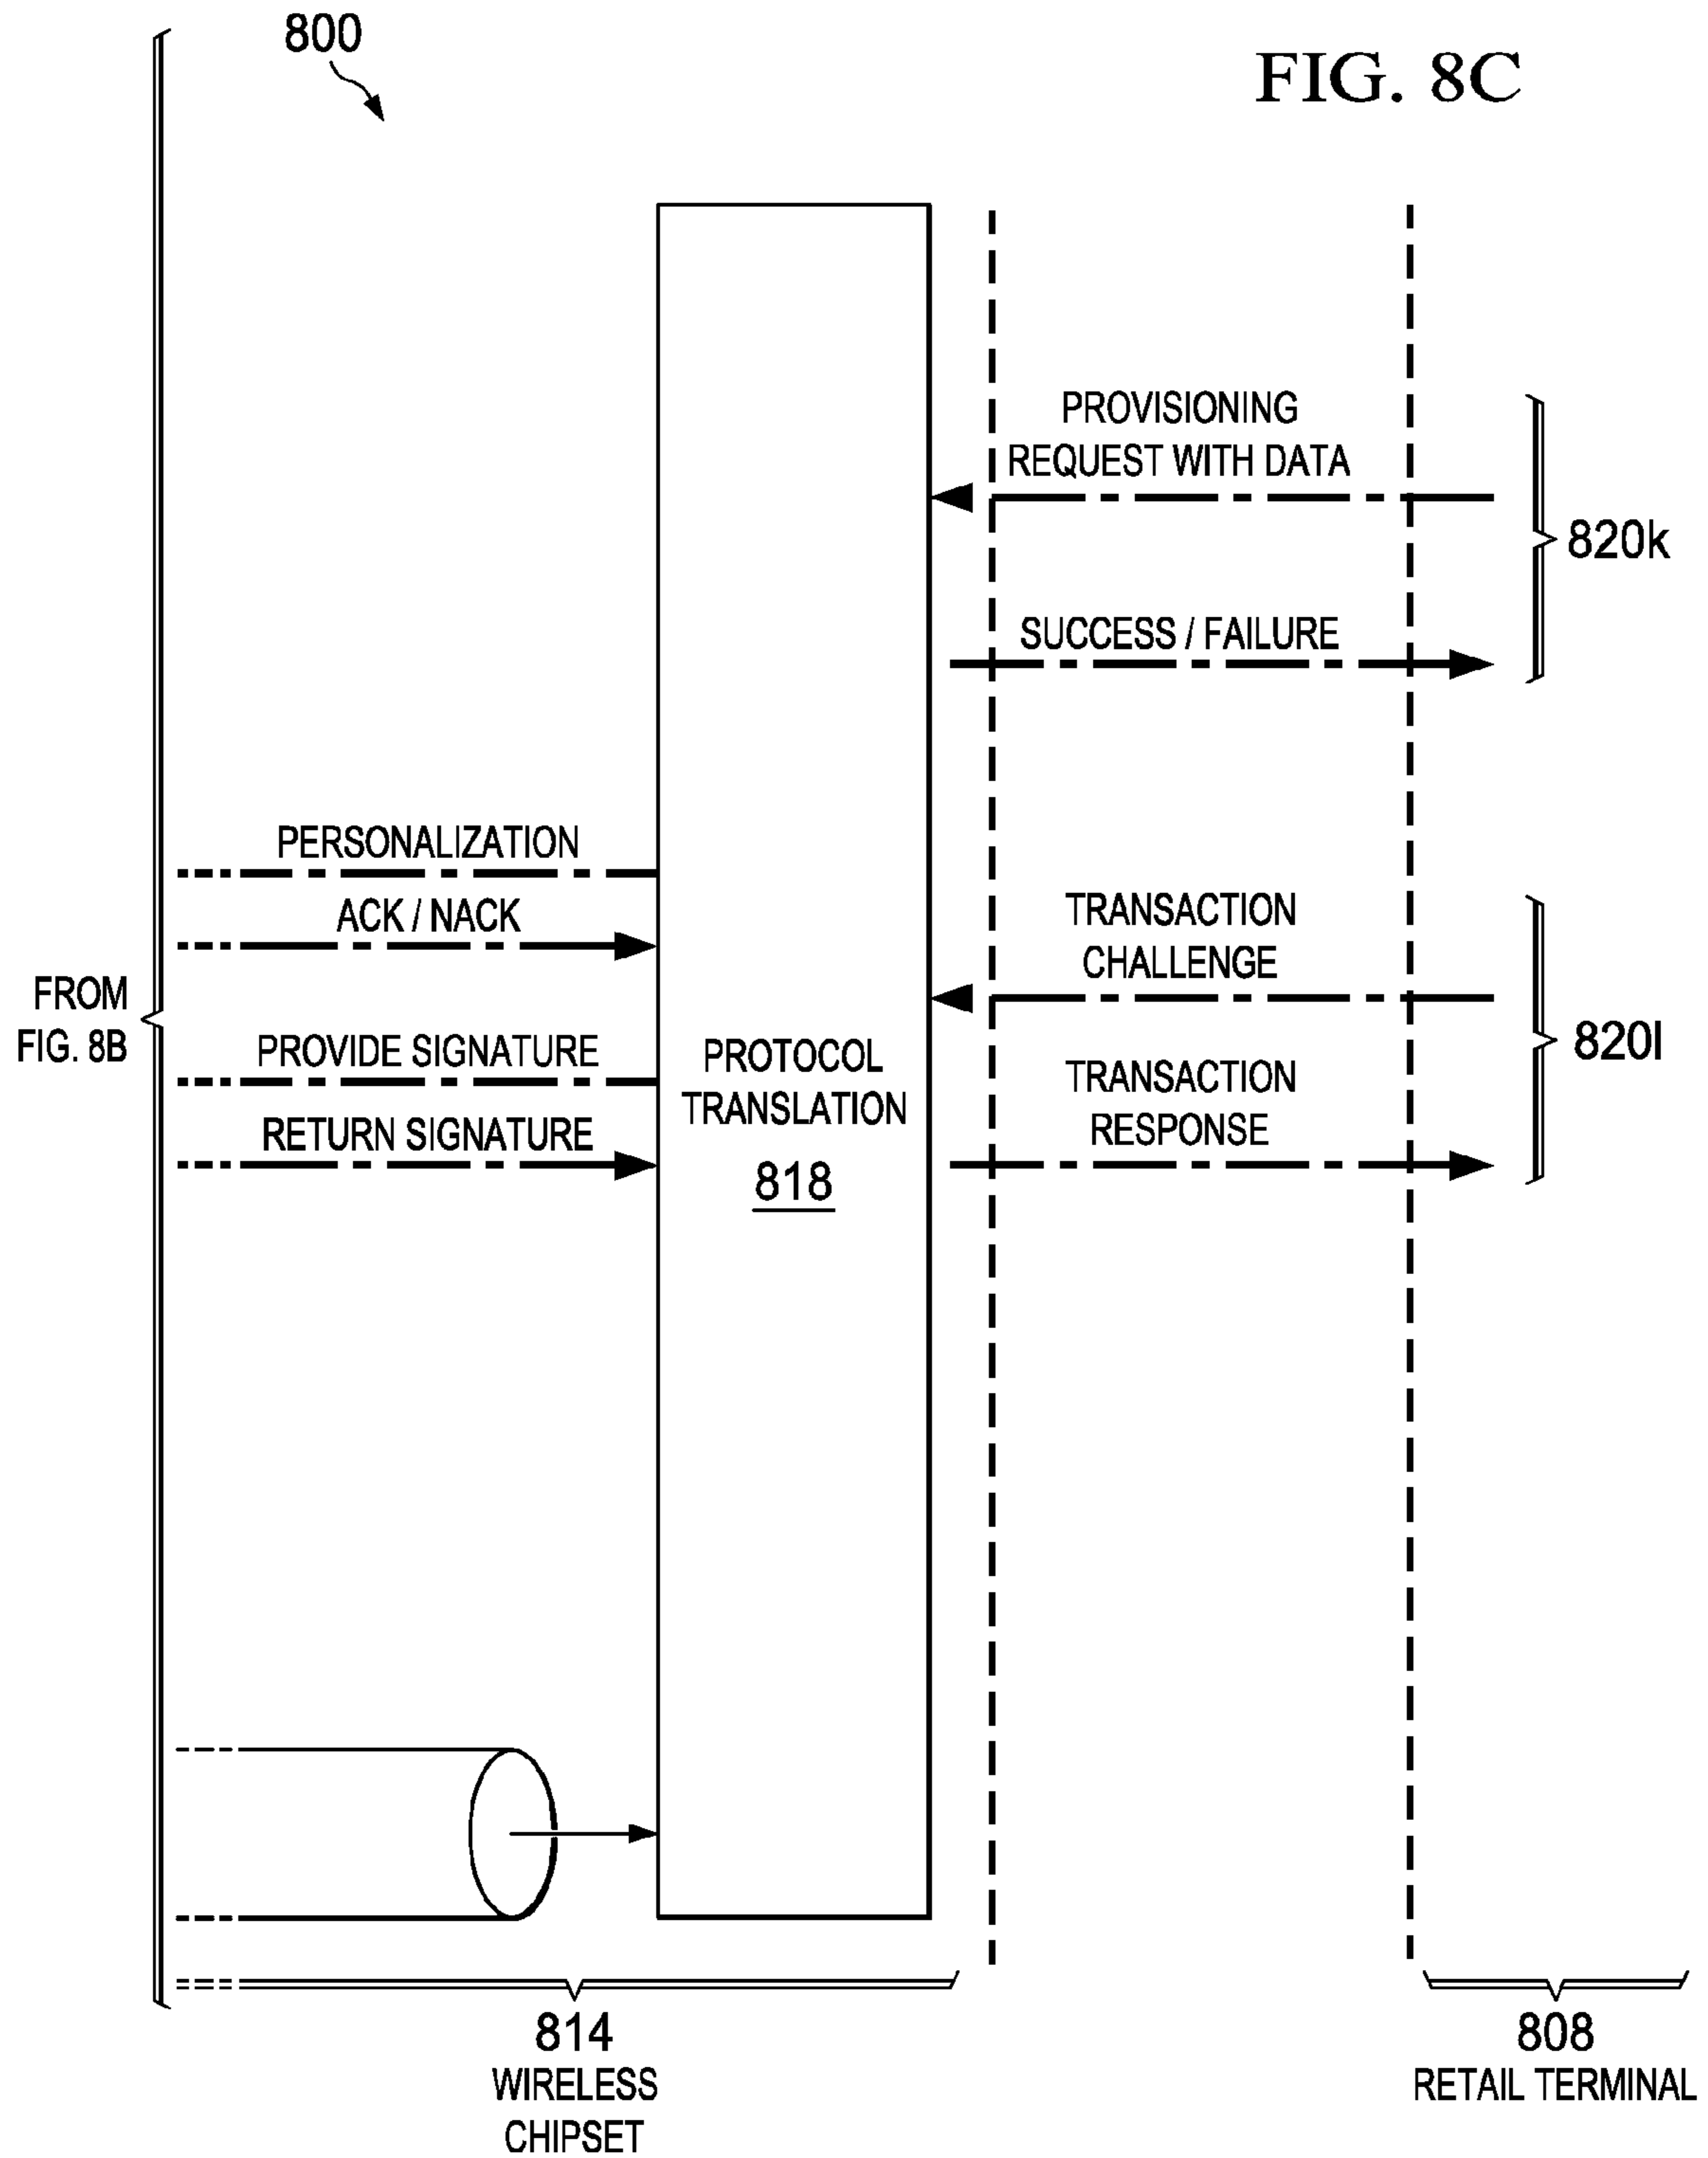 800
FIG. 8C
PROVISIONING
REQUEST WITH DATA
820k
SUCCESS / FAILURE
PERSONALIZATION
ACK / NACK
TRANSACTION
CHALLENGE
FROM
FIG. 8B
PROVIDE SIGNATURE
RETURN SIGNATURE
PROTOCOL
TRANSLATION
818
TRANSACTION
RESPONSE
820l
814
WIRELESS
CHIPSET
808
RETAIL TERMINAL